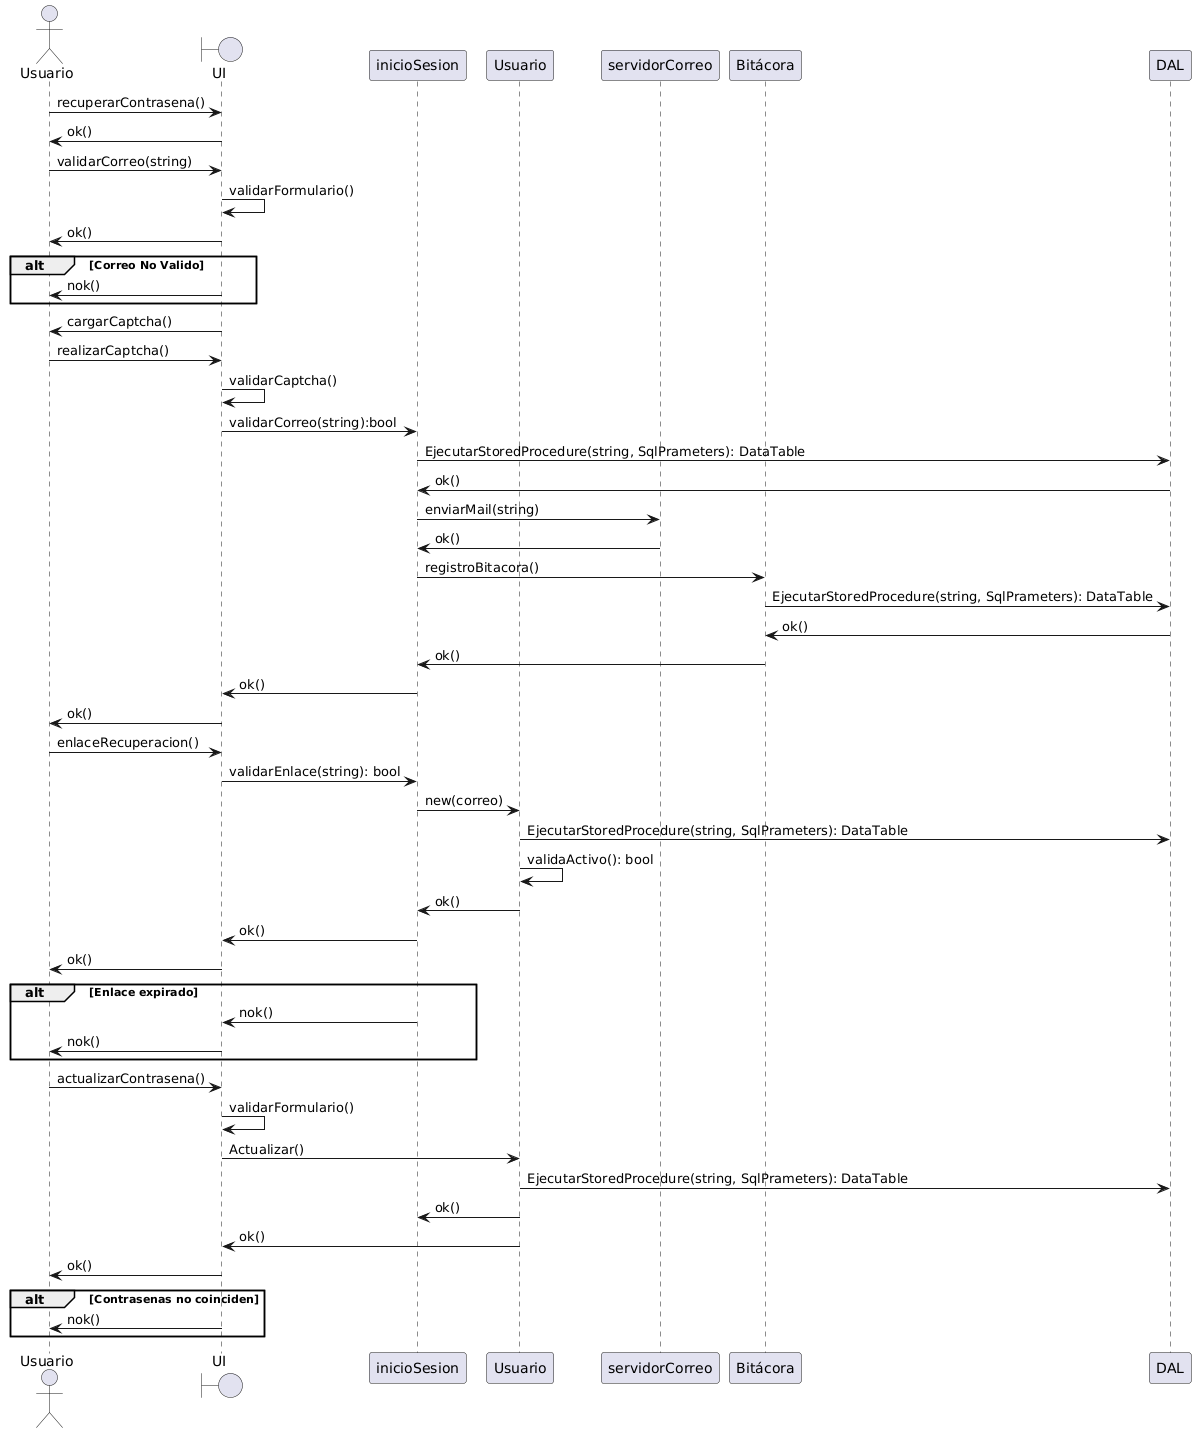 Usuario
UI
inicioSesion
Usuario
servidorCorreo
Bitácora
DAL
recuperarContrasena()
ok()
validarCorreo(string)
validarFormulario()
ok()
alt [Correo No Valido]
nok()
cargarCaptcha()
realizarCaptcha()
validarCaptcha()
validarCorreo(string):bool
EjecutarStoredProcedure(string, SqlPrameters): DataTable
ok()
enviarMail(string)
ok()
registroBitacora()
EjecutarStoredProcedure(string, SqlPrameters): DataTable
ok()
ok()
ok()
ok()
enlaceRecuperacion()
validarEnlace(string): bool
new(correo)
EjecutarStoredProcedure(string, SqlPrameters): DataTable
validaActivo(): bool
ok()
ok()
ok()
alt [Enlace expirado]
nok()
nok()
actualizarContrasena()
validarFormulario()
Actualizar()
EjecutarStoredProcedure(string, SqlPrameters): DataTable
ok()
ok()
ok()
alt [Contrasenas no coinciden]
nok()
Usuario
UI
inicioSesion
Usuario
servidorCorreo
Bitácora
DAL